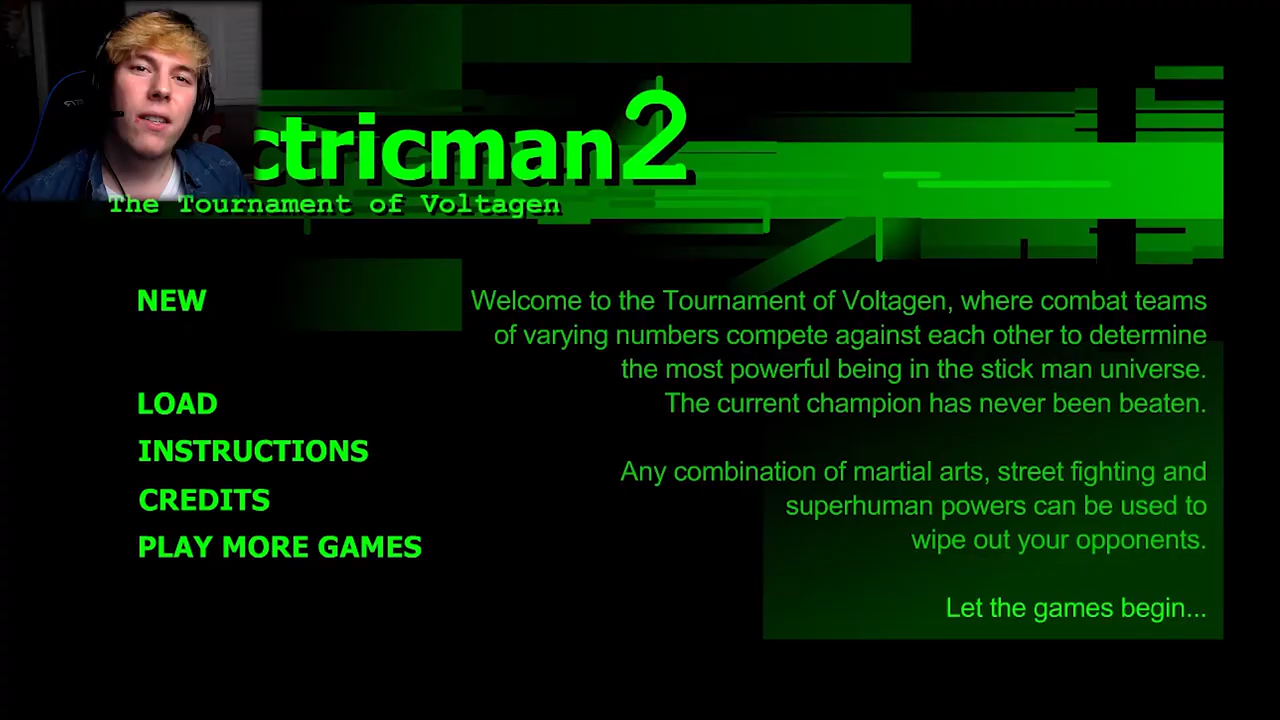 ctricman2
The Tournament of Voltagen
NEW
LOAD
INSTRUCTIONS
CREDITS
PLAY MORE GAMES
Welcome to the Tournament of Voltagen, where combat teams
of varying numbers compete against each other to determine
the most powerful being in the stick man universe.
The current champion has never been beaten.
Any combination of martial arts, street fighting and
superhuman powers can be used to
wipe out your opponents.
Let the games begin...